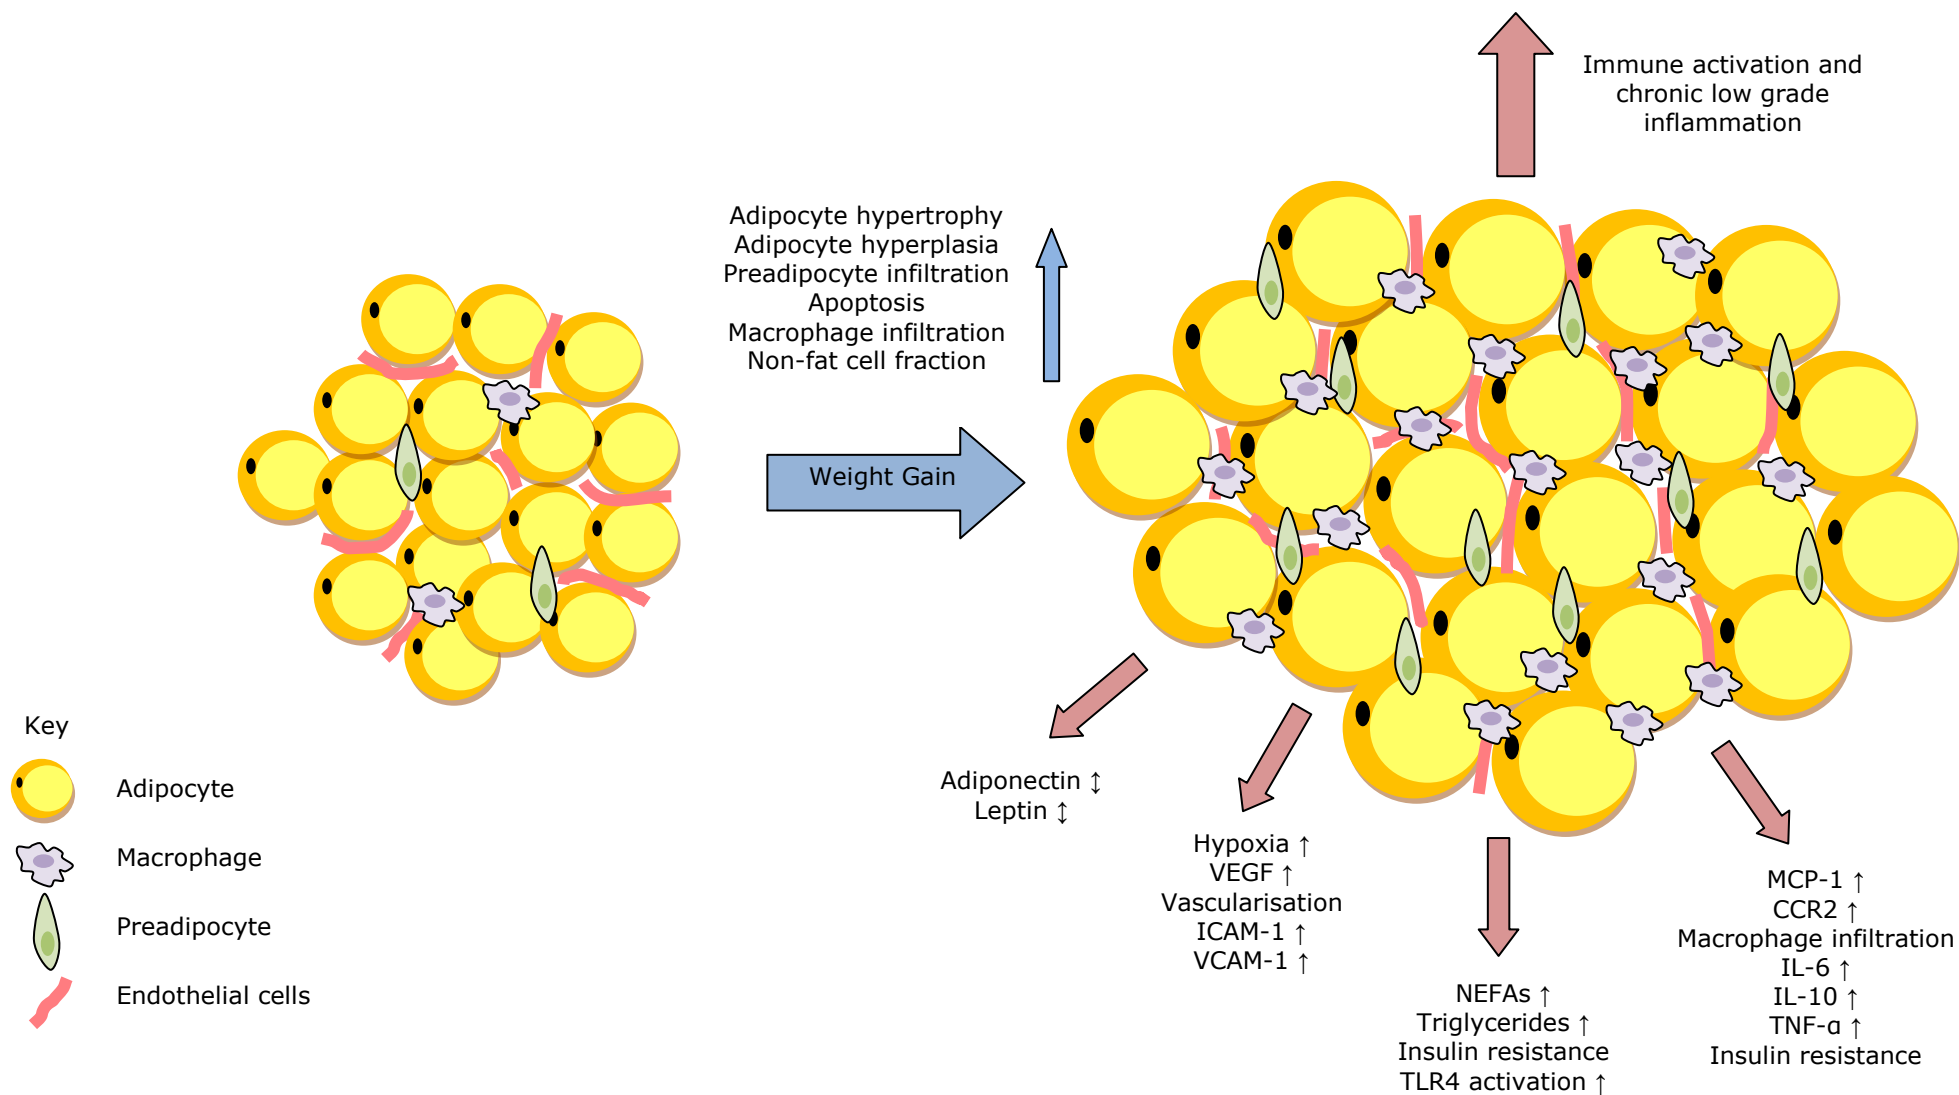 Immune activation and
chronic low grade
inflammation
Adipocyte hypertrophy
Adipocyte hyperplasia
Preadipocyte infiltration
Apoptosis
Macrophage infiltration
Non-fat cell fraction
Weight Gain
Key
Adipocyte
Macrophage
Preadipocyte
Endothelial cells
Adiponectin ↕
Leptin ↕
Hypoxia ↑
VEGF ↑
Vascularisation
ICAM-1 ↑
VCAM-1 ↑
NEFAs ↑
Triglycerides ↑
Insulin resistance
TLR4 activation ↑
MCP-1 ↑
CCR2 ↑
Macrophage infiltration
IL-6 ↑
IL-10 ↑
TNF-α ↑
Insulin resistance